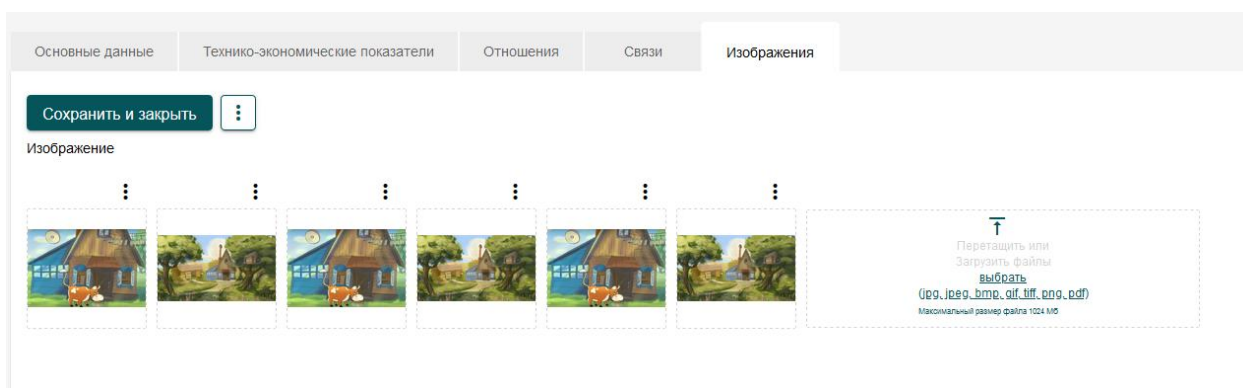 Основные данные
Технико-экономические показатели
Отношения
Связи
Изображения
Сохранить и закрыть
Изображение
Перетащить или
Загрузить файлы
выбрать
(jpg, jpeg, bmp, gif, tiff, png, pdf)
Максимальный размер файла 1024 Мб